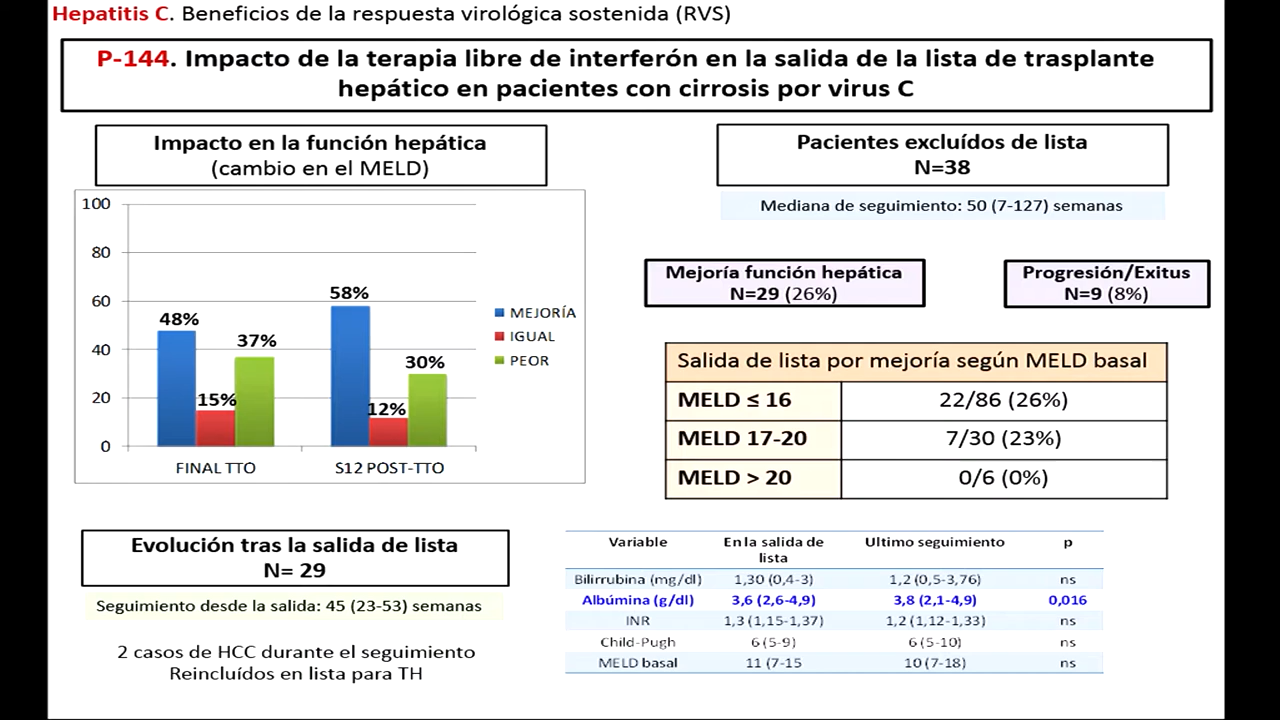 Hepatitis C. Beneficios de la respuesta virológica sostenida (RVS)
P-144. Impacto de la terapia libre de interferón en la salida de la lista de trasplante
hepático en pacientes con cirrosis por virus C
Impacto en la función hepática
(cambio en el MELD)
100
80
60
40
20
0
48%
15%
37%
58%
12%
30%
FINAL TTO
S12 POST-TTO
MEJORÍA
IGUAL
PEOR
Pacientes excluídos de lista
N=38
Mediana de seguimiento: 50 (7-127) semanas
Mejoría función hepática
N=29 (26%)
Progresión/Exitus
N=9 (8%)
Salida de lista por mejoría según MELD basal
MELD ≤ 16 22/86 (26%)
MELD 17-20 7/30 (23%)
MELD > 20 0/6 (0%)
Evolución tras la salida de lista
N= 29
Seguimiento desde la salida: 45 (23-53) semanas
2 casos de HCC durante el seguimiento
Reincluídos en lista para TH
Variable En la salida de lista Ultimo seguimiento p
Bilirrubina (mg/dl) 1,30 (0,4-3) 1,2 (0,5-3,76) ns
Albúmina (g/dl) 3,6 (2,6-4,9) 3,8 (2,1-4,9) 0,016
INR 1,3 (1,15-1,37) 1,2 (1,12-1,33) ns
Child-Pugh 6 (5-9) 6 (5-10) ns
MELD basal 11 (7-15 10 (7-18) ns